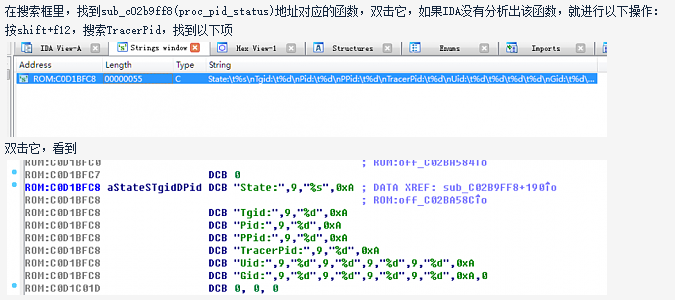 在搜索框里，找到sub_c02b9ff8(proc_pid_status)地址对应的函数，双击它，如果IDA没有分析出该函数，就进行以下操作：
按shift+f12，搜索TracerPid，找到以下项
IDA View-A Strings window Hex View-1 Structures Enums Imports
Address Length Type String
ROM:C0D1BFC8 00000055 C State:\t%s\nTgid:\t%d\nPid:\t%d\nPPid:\t%d\nTracerPid:\t%d\nUid:\t%d\t%d\t%d\t%d\nGid:\t%d\...
双击它，看到
ROM:C0D1BFC0 ; ROM:off_C02BA584↑o
ROM:C0D1BFC7 DCB 0
ROM:C0D1BFC8 aStateSTgidDPid DCB "State:",9,"%s",0xA ; DATA XREF: sub_C02B9FF8+190↑o
ROM:C0D1BFC8 ; ROM:off_C02BA58C↑o
ROM:C0D1BFC8 DCB "Tgid:",9,"%d",0xA
ROM:C0D1BFC8 DCB "Pid:",9,"%d",0xA
ROM:C0D1BFC8 DCB "PPid:",9,"%d",0xA
ROM:C0D1BFC8 DCB "TracerPid:",9,"%d",0xA
ROM:C0D1BFC8 DCB "Uid:",9,"%d",9,"%d",9,"%d",9,"%d",0xA
ROM:C0D1BFC8 DCB "Gid:",9,"%d",9,"%d",9,"%d",9,"%d",0xA,0
ROM:C0D1C01D DCB 0, 0, 0